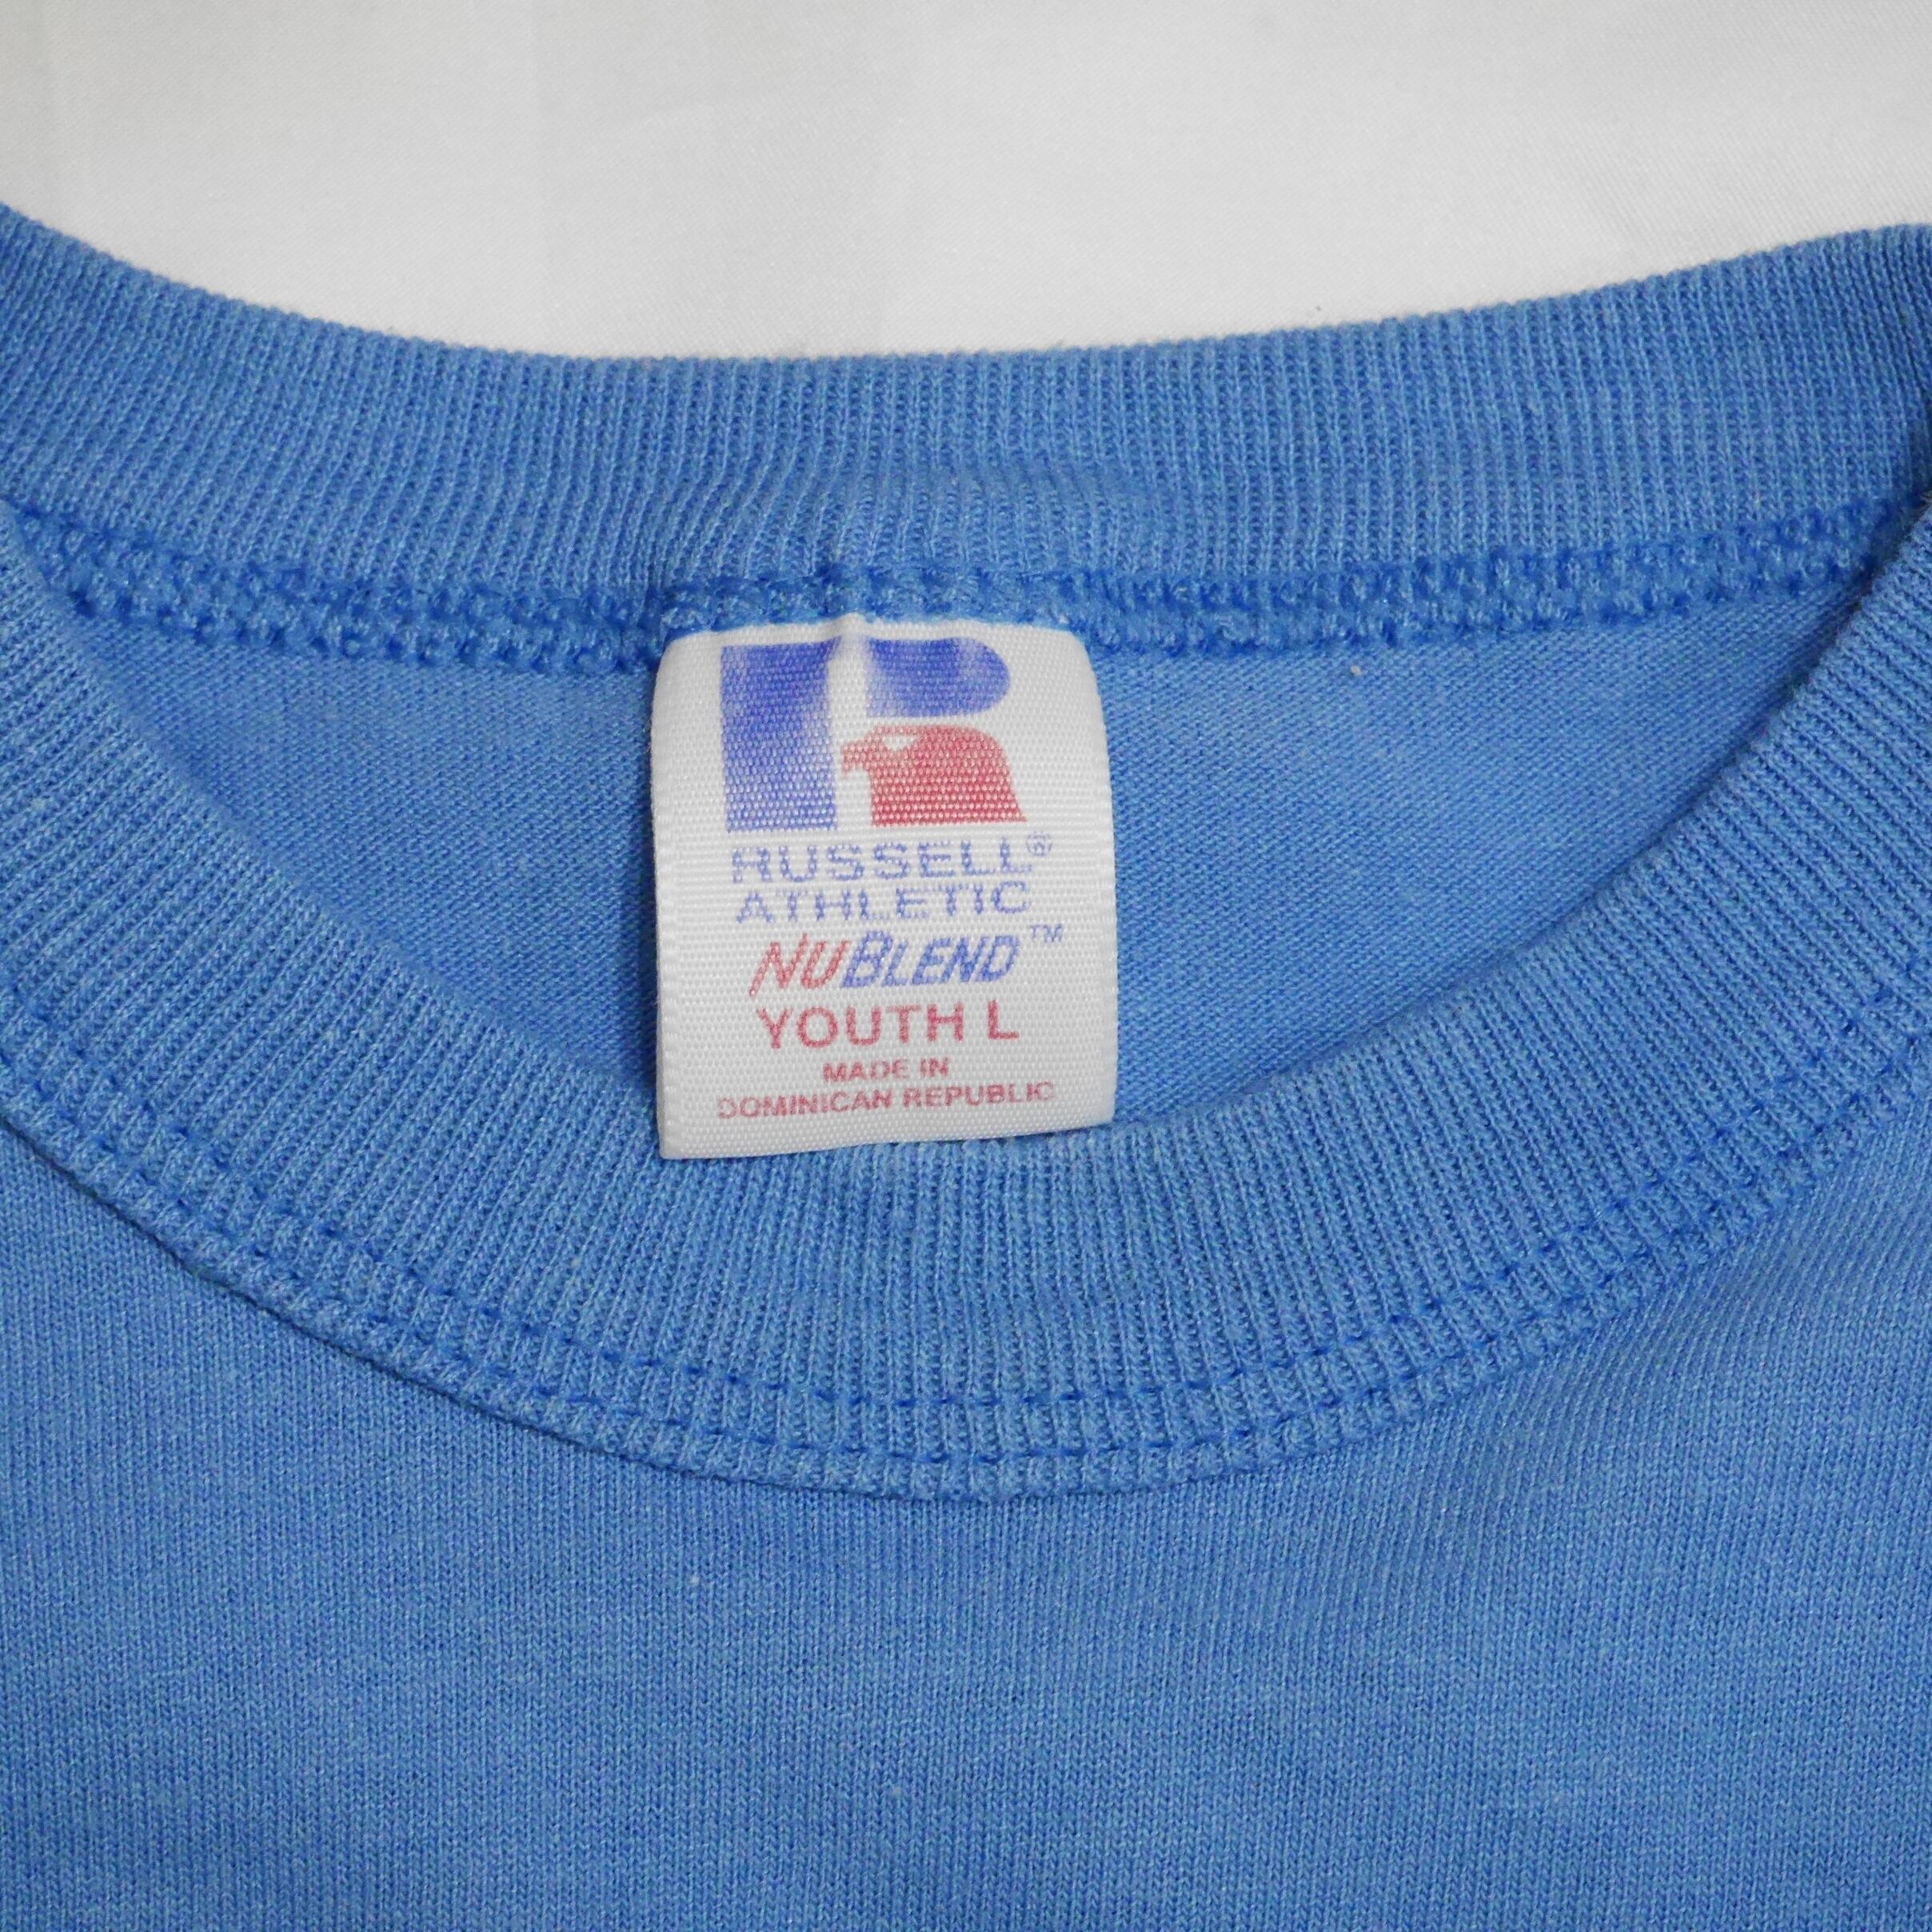 RUSSELL®
ATHLETIC
NUBLEND™
YOUTH L
MADE IN
DOMINICAN REPUBLIC